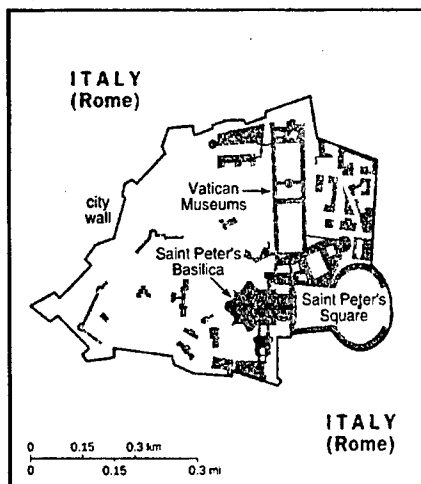 ITALY
(Rome)
Vatican
Museums
city
wall
Saint Peter's
Basilica
Saint Peter's
Square
ITALY
(Rome)
0 0.15 0.3 km
0 0.15 0.3 mi